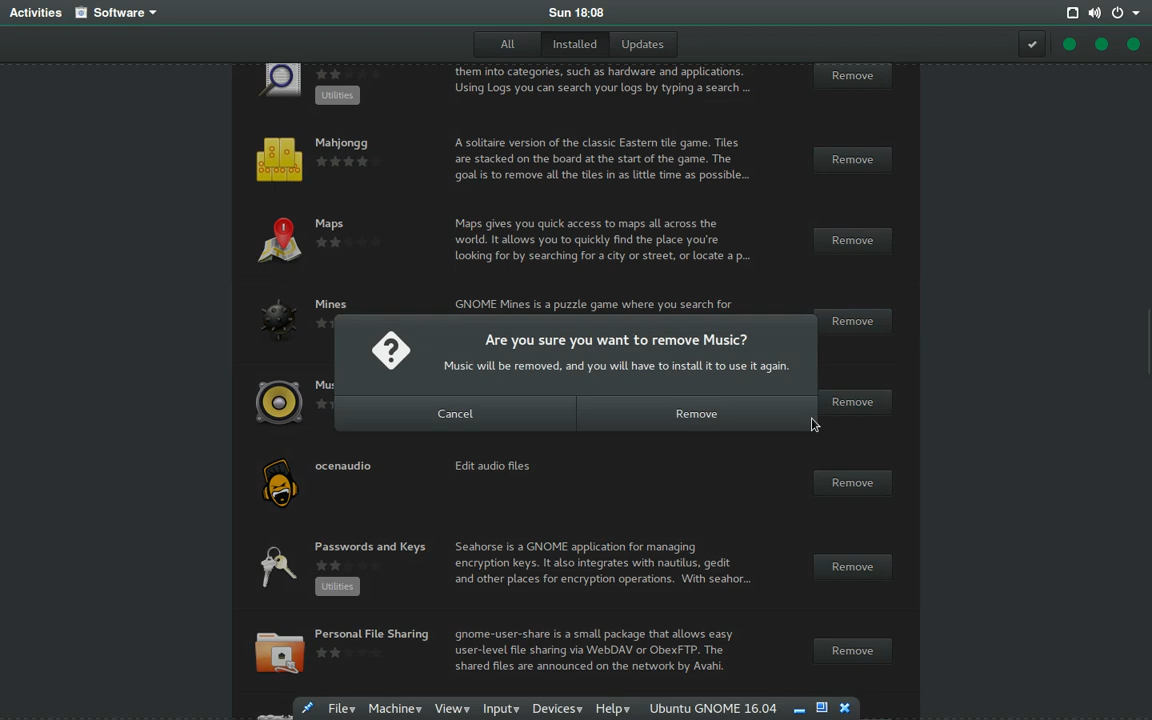 Activities Software Sun 18:08
All Installed Updates
them into categories, such as hardware and applications.
Using Logs you can search your logs by typing a search ...
Utilities
Remove
Mahjongg
A solitaire version of the classic Eastern tile game. Tiles
are stacked on the board at the start of the game. The
goal is to remove all the tiles in as little time as possible...
Remove
Maps
Maps gives you quick access to maps all across the
world. It allows you to quickly find the place you're
looking for by searching for a city or street, or locate a p...
Remove
Mines
GNOME Mines is a puzzle game where you search for
Remove
Are you sure you want to remove Music?
Music will be removed, and you will have to install it to use it again.
Cancel Remove
Mus
Remove
ocenaudio
Edit audio files
Remove
Passwords and Keys
Utilities
Seahorse is a GNOME application for managing
encryption keys. It also integrates with nautilus, gedit
and other places for encryption operations. With seahor...
Remove
Personal File Sharing
gnome-user-share is a small package that allows easy
user-level file sharing via WebDAV or ObexFTP. The
shared files are announced on the network by Avahi.
Remove
File Machine View Input Devices Help Ubuntu GNOME 16.04